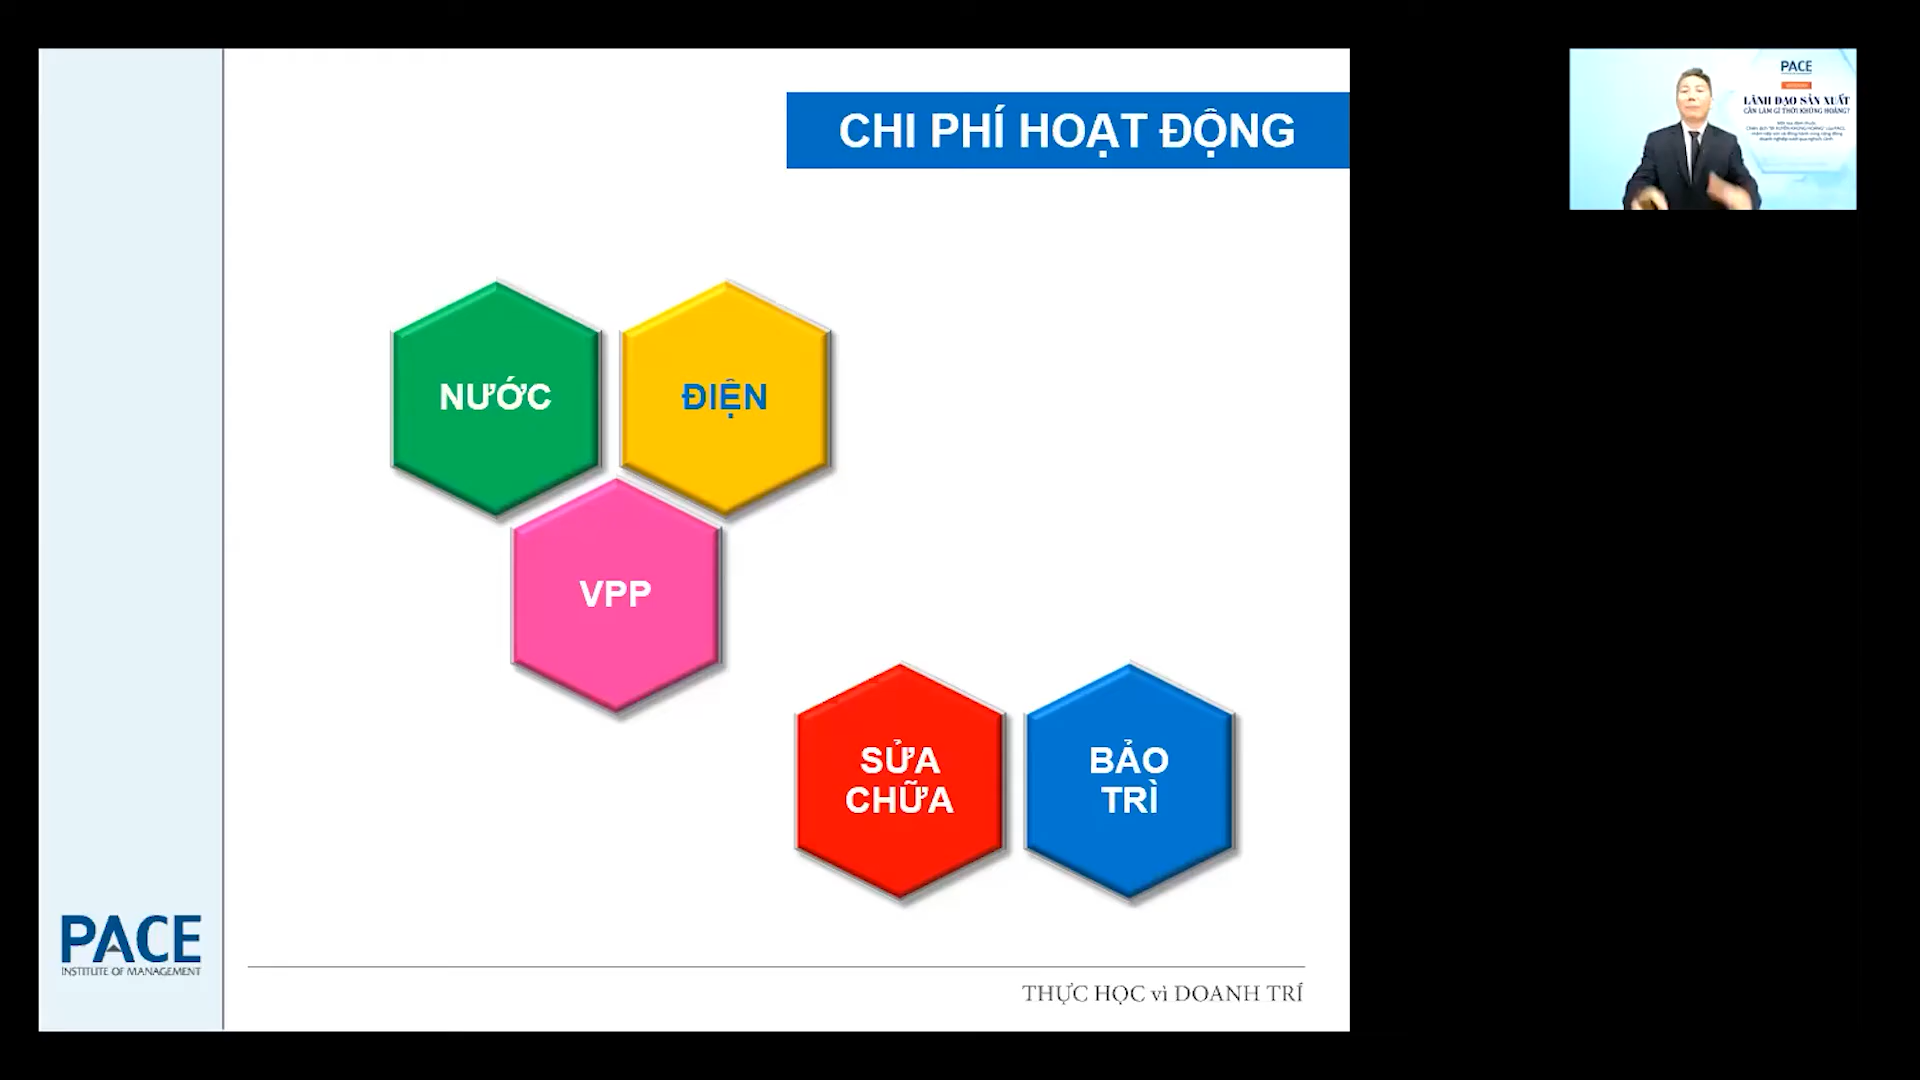 CHI PHÍ HOẠT ĐỘNG
NƯỚC
ĐIỆN
VPP
SỬA
CHỮA
BẢO
TRÌ
PACE
INSTITUTE OF MANAGEMENT
THỰC HỌC vì DOANH TRÍ
PACE
LÃNH ĐẠO SẢN XUẤT
CẦN LÀM GÌ THỜI KHỦNG HOẢNG?